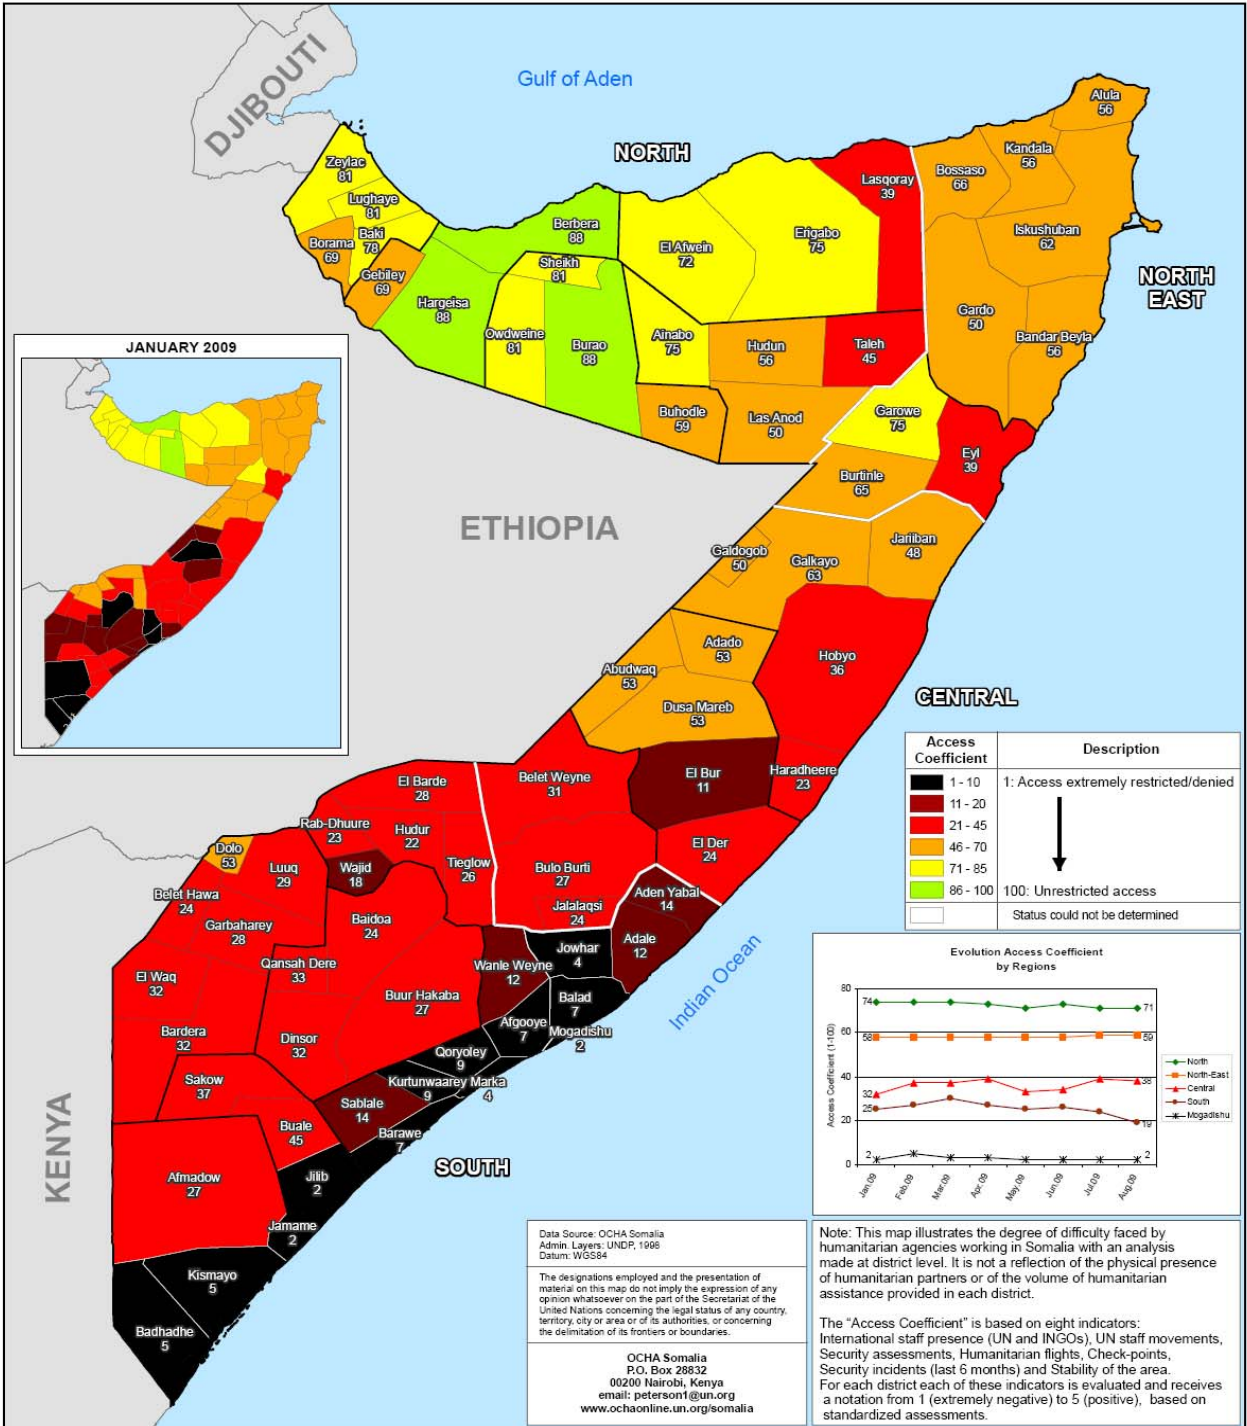 Gulf of Aden
DJIBOUTI
NORTH
Alula
56
Kandala
56
Bossaso
66
Zeylac
81
Lasqoray
39
Lughaye
81
Berbera
88
Iskushuban
62
Borama
69
Baki
78
El Afwein
72
Erigabo
75
Sheikh
81
Gebiley
69
NORTH
EAST
Hargeisa
88
Gardo
50
Owdweine
81
Burao
88
Ainabo
75
Hudun
56
Taleh
45
Bandar Beyla
56
JANUARY 2009
Buhodle
59
Las Anod
50
Garowe
75
Eyl
39
Burtinle
65
ETHIOPIA
Galdogob
50
Galkayo
63
Jariiban
48
Adado
53
Abudwaq
53
Hobyo
36
Dusa Mareb
53
CENTRAL
Access
Coefficient
Description
1 - 10
1: Access extremely restricted/denied
11 - 20
21 - 45
46 - 70
71 - 85
86 - 100
100: Unrestricted access
Status could not be determined
El Barde
28
Belet Weyne
31
El Bur
11
Haradheere
23
Rab-Dhuure
23
Hudur
22
Dolo
53
Luuq
29
Wajid
18
Tieglow
26
Bulo Burti
27
El Der
24
Belet Hawa
24
Jalalaqsi
24
Aden Yabal
14
Garbaharey
28
Baidoa
24
Jowhar
4
Adale
12
El Waq
32
Qansah Dere
33
Wanle Weyne
12
Buur Hakaba
27
Balad
7
Indian Ocean
Bardera
32
Dinsor
32
Afgooye
7
Mogadishu
2
Qoryoley
9
Sakow
37
Kurtunwaarey
9
Marka
4
Sablale
14
Buale
45
Barawe
7
KENYA
SOUTH
Afmadow
27
Jilib
2
Jamame
2
Kismayo
5
Badhadhe
5
Evolution Access Coefficient
by Regions
Access Coefficient (1-100)
80
60
40
20
0
74
71
58
59
32
38
25
19
2
2
Jan.09
Feb.09
Mar.09
Apr.09
May.09
Jun.09
Jul.09
Aug.09
North
North-East
Central
South
Mogadishu
Data Source: OCHA Somalia
Admin. Layers: UNDP, 1998
Datum: WGS84
The designations employed and the presentation of
material on this map do not imply the expression of any
opinion whatsoever on the part of the Secretariat of the
United Nations concerning the legal status of any country,
territory, city or area or of its authorities, or concerning
the delimitation of its frontiers or boundaries.
OCHA Somalia
P.O. Box 28832
00200 Nairobi, Kenya
email: peterson1@un.org
www.ochaonline.un.org/somalia
Note: This map illustrates the degree of difficulty faced by
humanitarian agencies working in Somalia with an analysis
made at district level. It is not a reflection of the physical presence
of humanitarian partners or of the volume of humanitarian
assistance provided in each district.
The "Access Coefficient" is based on eight indicators:
International staff presence (UN and INGOs), UN staff movements,
Security assessments, Humanitarian flights, Check-points,
Security incidents (last 6 months) and Stability of the area.
For each district each of these indicators is evaluated and receives
a notation from 1 (extremely negative) to 5 (positive), based on
standardized assessments.